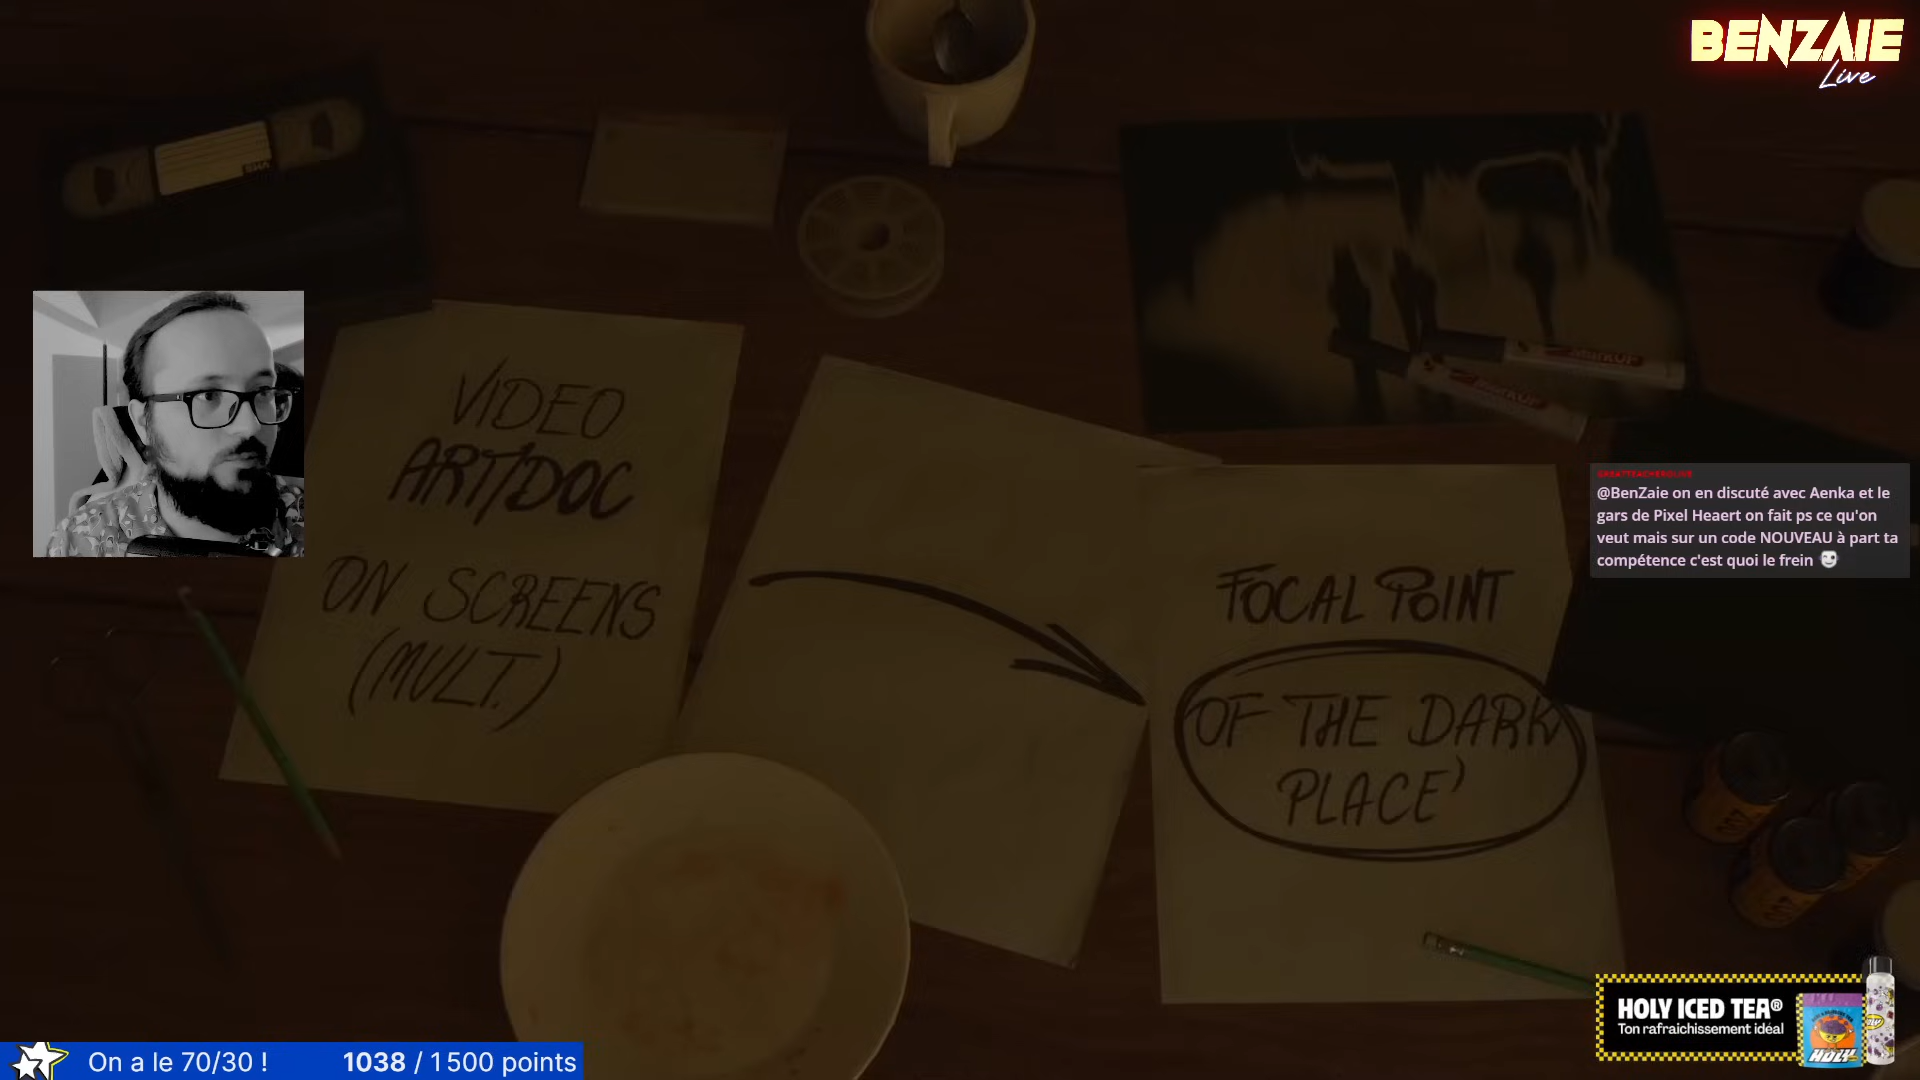 BENZAIE
Live
VIDEO
ART/DOC
ON SCREENS
(MULT.)
FOCAL POINT
OF THE DARK
PLACE'
GREATTEACHEROLIVE
@BenZaie on en discuté avec Aenka et le
gars de Pixel Heaert on fait ps ce qu'on
veut mais sur un code NOUVEAU à part ta
compétence c'est quoi le frein
HOLY ICED TEA®
Ton rafraichissement idéal
HOLY
On a le 70/30 !
1038 / 1500 points